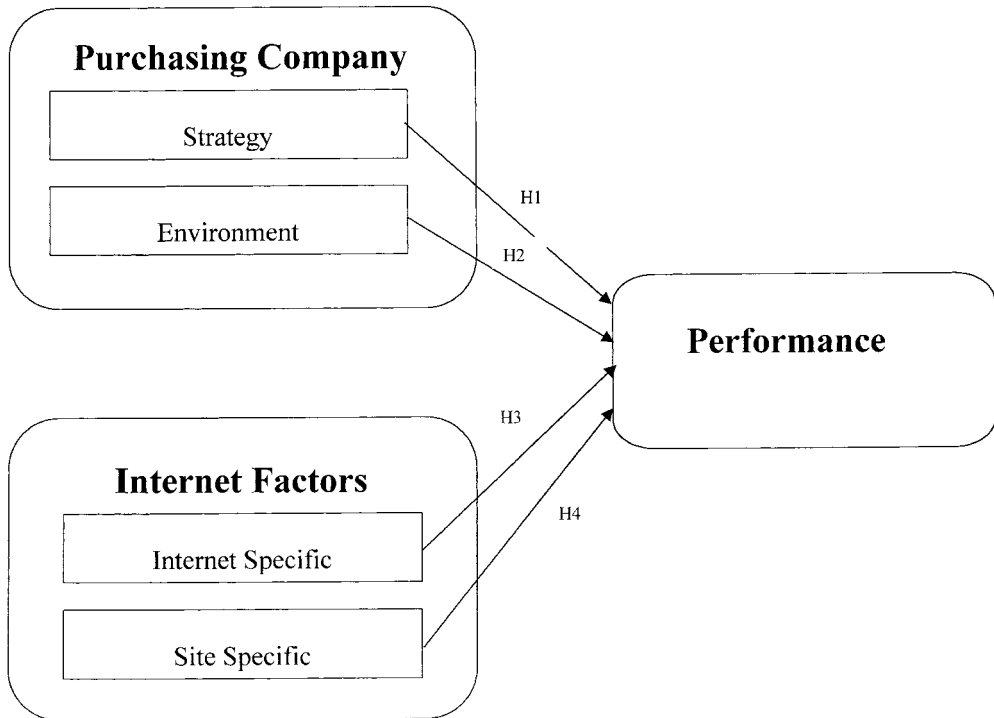 Purchasing Company
Strategy
Environment
H1
H2
Performance
H3
Internet Factors
H4
Internet Specific
Site Specific